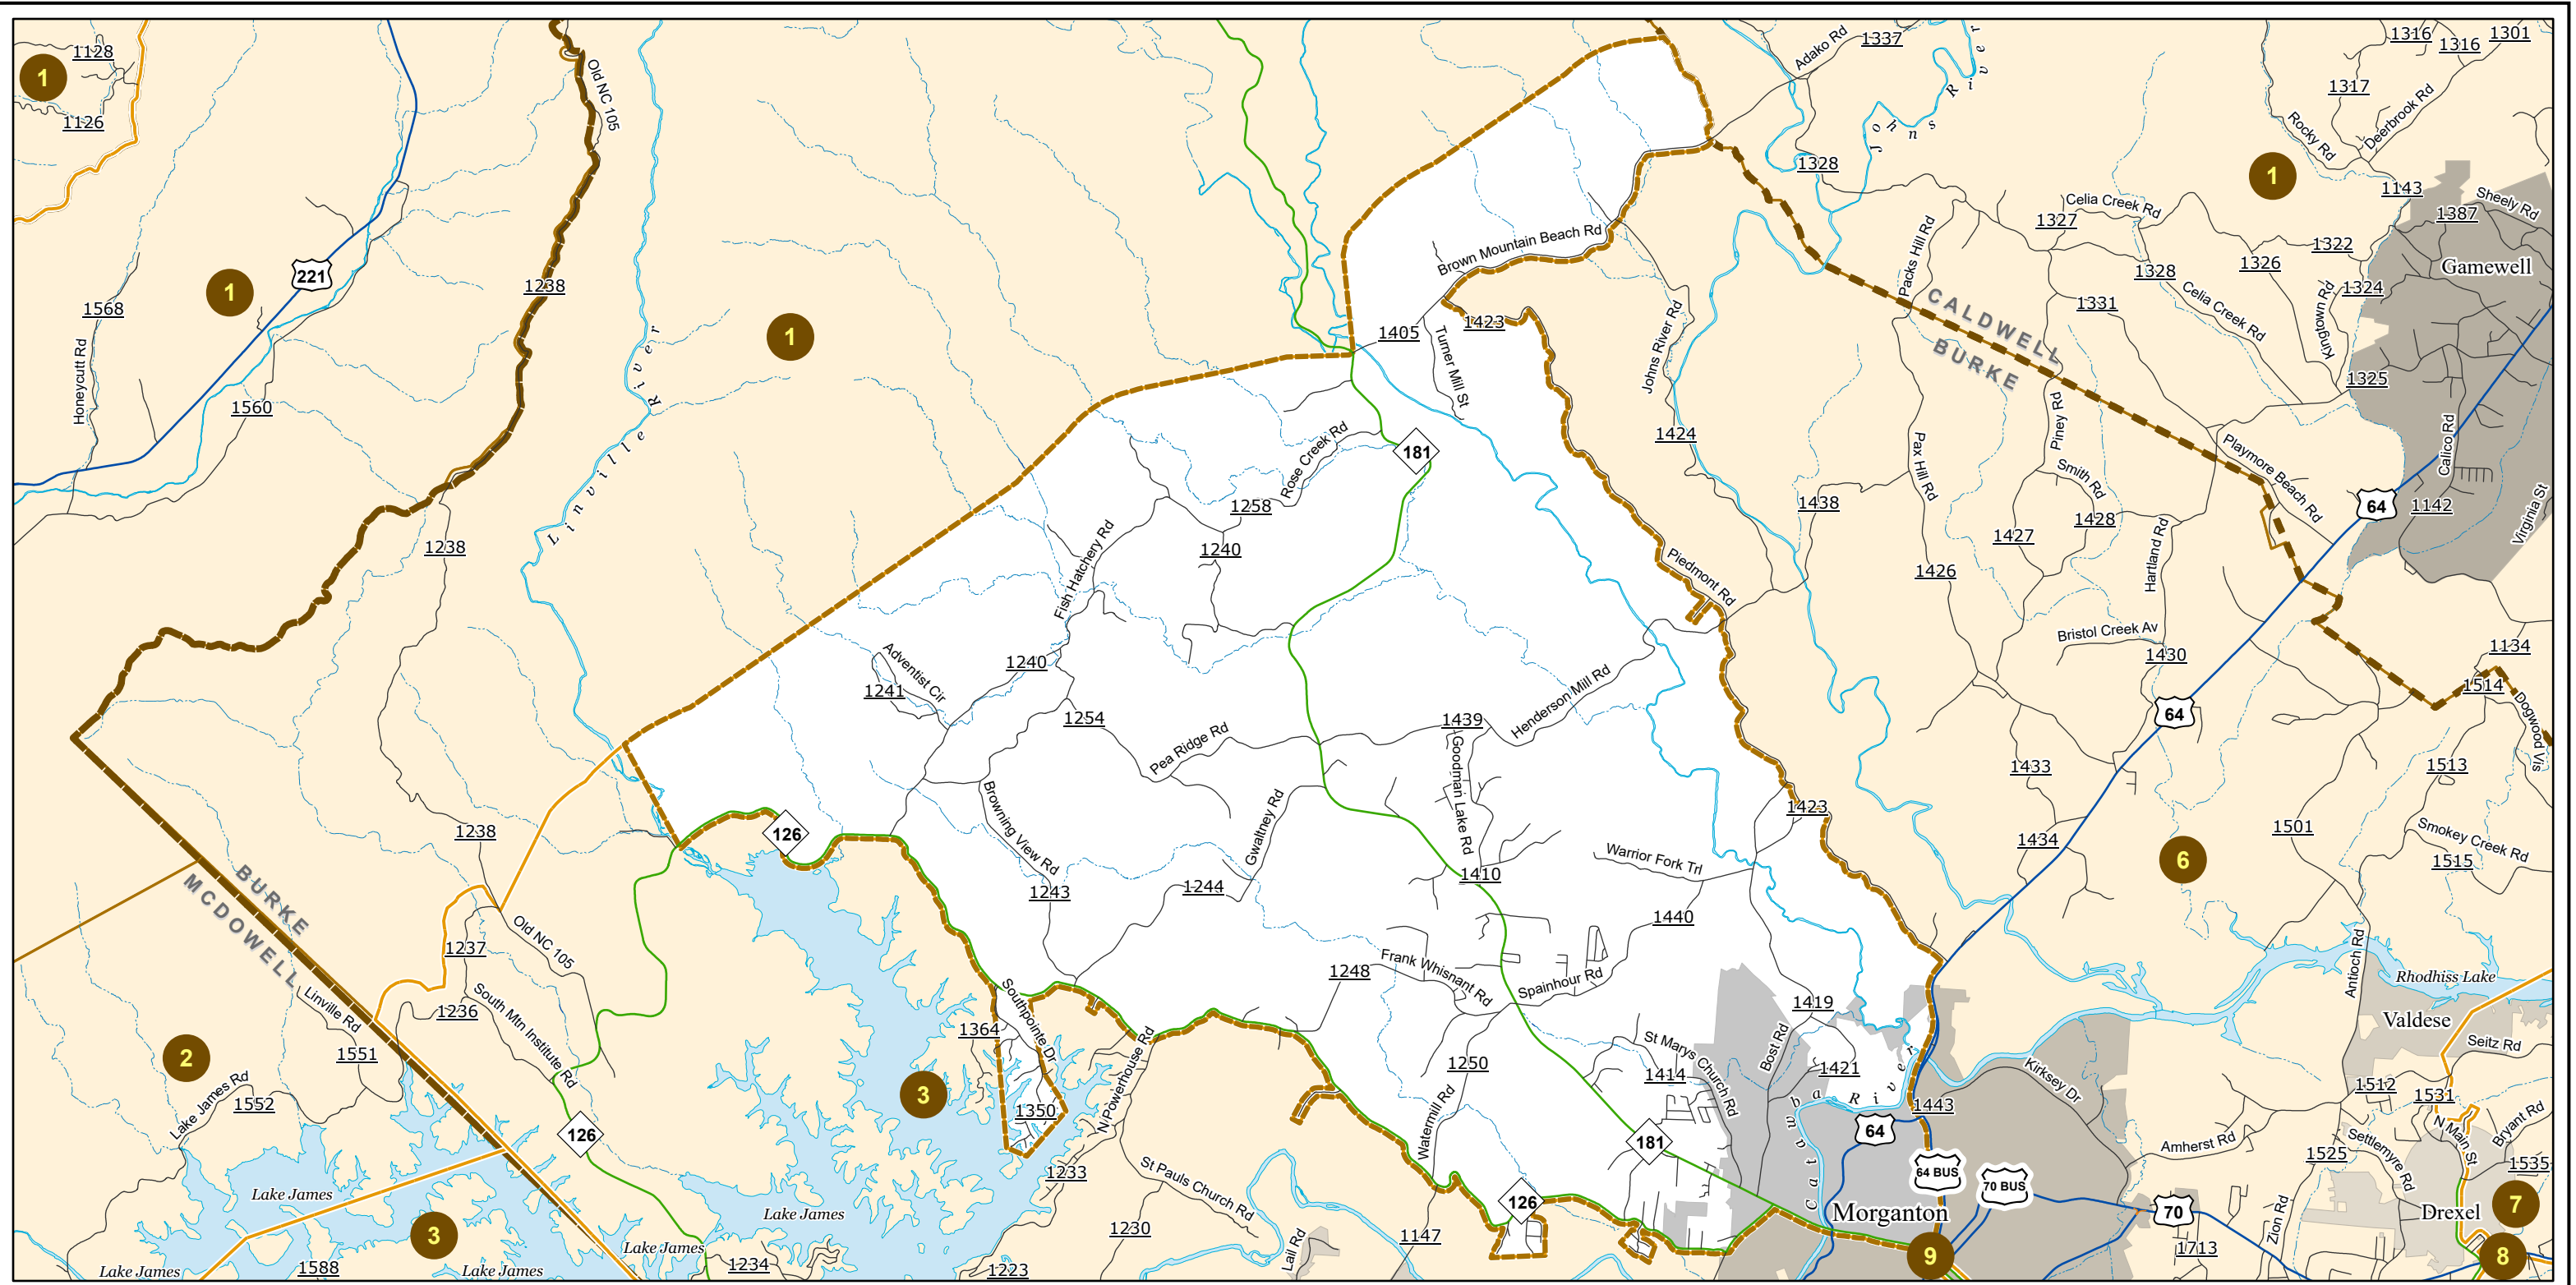 1128
1
1126
Old NC 105
Adako Rd
1337
1316
1316
1301
1317
Deerbrook Rd
Rocky Rd
Johns River
1328
1
1143
Sheely Rd
1387
Celia Creek Rd
1327
1322
Gamewell
Packs Hill Rd
1326
1328
1324
Celia Creek Rd
Kingtown Rd
1331
Brown Mountain Beach Rd
221
1
1238
1568
Honeycutt Rd
1560
Linville River
1
1405
1423
Turner Mill St
Johns River Rd
1424
CALDWELL
BURKE
1325
Piney Rd
Pax Hill Rd
Calico Rd
Playmore Beach Rd
Smith Rd
64
1142
Virginia St
1438
1427
1428
Hartland Rd
1426
181
Rose Creek Rd
1258
1240
Fish Hatchery Rd
1238
Piedmont Rd
Bristol Creek Av
1430
1134
1514
Dogwood Vis
64
Adventist Cir
1240
1241
1254
Pea Ridge Rd
1439
Henderson Mill Rd
Goodman Lake Rd
1433
1513
1423
1434
1501
Smokey Creek Rd
1515
6
126
Browning View Rd
Gwaltney Rd
1238
1243
1244
1410
Warrior Fork Trl
1440
BURKE
MCDOWELL
Old NC 105
1237
1236
Linville Rd
1551
South Mtn Institute Rd
Southpointe Dr
1364
1350
1248
Frank Whisnant Rd
Spainhour Rd
1419
Antioch Rd
Rhodhiss Lake
Valdese
Seitz Rd
2
Lake James Rd
1552
126
3
N Powerhouse Rd
1233
1250
Watermill Rd
St Marys Church Rd
1414
Bost Rd
1421
Catawba River
1443
Kirksey Dr
1512
1531
N Main St
Bryant Rd
Settlemyre Rd
Amherst Rd
1525
1535
64
181
64 BUS
70 BUS
70
7
Lake James
Lake James
3
St Pauls Church Rd
1230
126
Morganton
Zion Rd
Drexel
Lake James
1147
Lail Rd
9
1713
8
Lake James
1588
Lake James
1234
1223